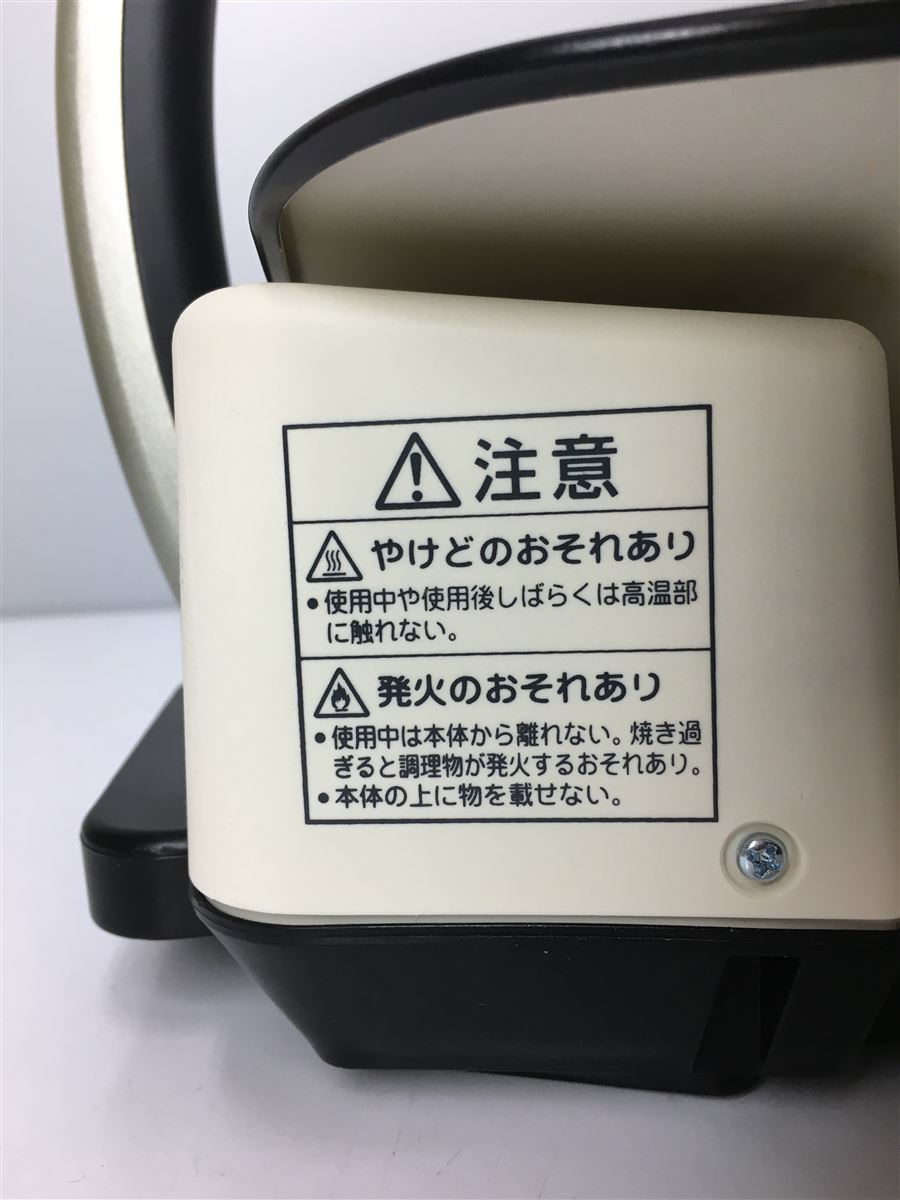 注意
やけどのおそれあり
•使用中や使用後しばらくは高温部
に触れない。
発火のおそれあり
•使用中は本体から離れない。焼き過
ぎると調理物が発火するおそれあり。
•本体の上に物を載せない。